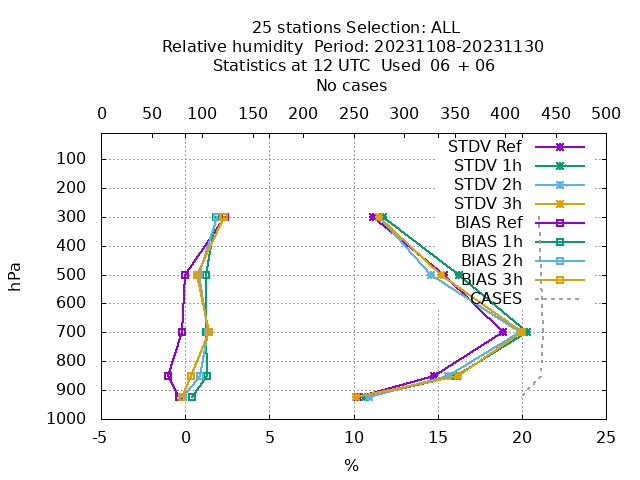 25 stations Selection: ALL
Relative humidity  Period: 20231108-20231130
Statistics at 12 UTC  Used  06 + 06
No cases
0 50 100 150 200 250 300 350 400 450 500
STDV Ref
STDV 1h
STDV 2h
STDV 3h
BIAS Ref
BIAS 1h
BIAS 2h
BIAS 3h
CASES
hPa
100
200
300
400
500
600
700
800
900
1000
-5 0 5 10 15 20 25
%